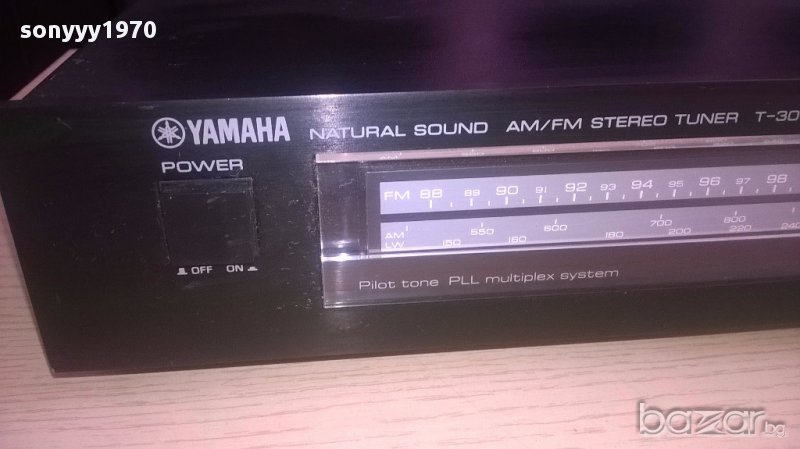 sonyyy1970
YAMAHA NATURAL SOUND AM/FM STEREO TUNER T-30
POWER
FM 88 89 90 91 92 93 94 95 96 97 98
AM 550 600 700 800
LW 150 160 180 200 220 240
OFF ON
Pilot tone PLL multiplex system
bazar.bg